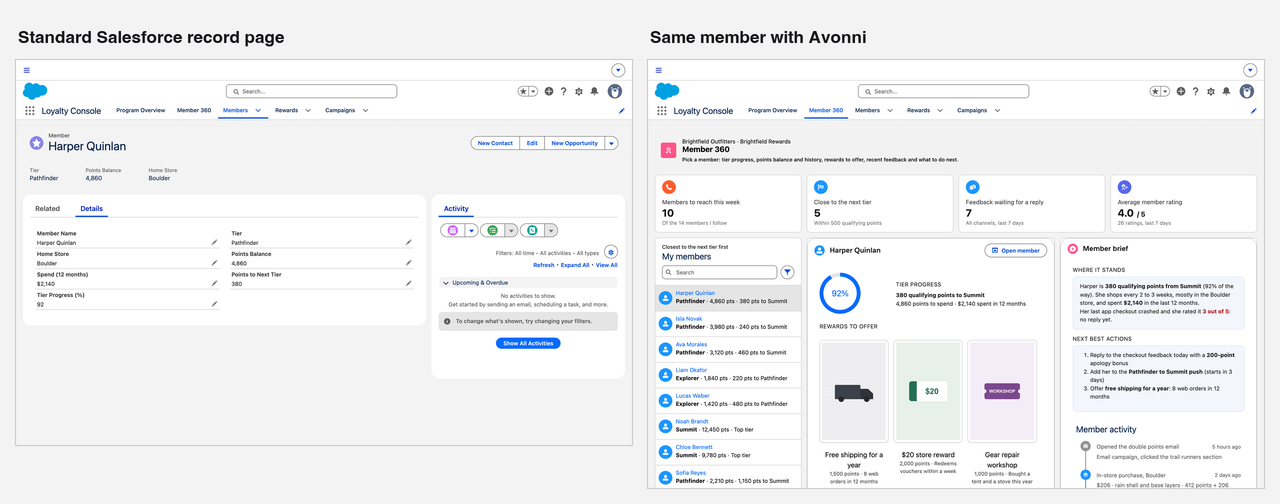 Standard Salesforce record page
Search...
Loyalty Console
Program Overview
Member 360
Members
Rewards
Campaigns
Member
Harper Quinlan
New Contact
Edit
New Opportunity
Tier
Pathfinder
Points Balance
4,860
Home Store
Boulder
Related
Details
Member Name
Harper Quinlan
Tier
Pathfinder
Home Store
Boulder
Points Balance
4,860
Spend (12 months)
$2,140
Points to Next Tier
380
Tier Progress (%)
92
Activity
Filters: All time • All activities • All types
Refresh • Expand All • View All
Upcoming & Overdue
No activities to show.
Get started by sending an email, scheduling a task, and more.
To change what's shown, try changing your filters.
Show All Activities
Same member with Avonni
Search...
Loyalty Console
Program Overview
Member 360
Members
Rewards
Campaigns
Brightfield Outfitters · Brightfield Rewards
Member 360
Pick a member: tier progress, points balance and history, rewards to offer, recent feedback and what to do next.
Members to reach this week
10
Of the 14 members I follow
Close to the next tier
5
Within 500 qualifying points
Feedback waiting for a reply
7
All channels, last 7 days
Average member rating
4.0 / 5
26 ratings, last 7 days
Closest to the next tier first
My members
Search
Harper Quinlan
Pathfinder · 4,860 pts · 380 pts to Summit
Isla Novak
Pathfinder · 3,980 pts · 240 pts to Summit
Ava Morales
Pathfinder · 3,120 pts · 460 pts to Summit
Liam Okafor
Explorer · 1,840 pts · 220 pts to Pathfinder
Lucas Weber
Explorer · 1,420 pts · 480 pts to Pathfinder
Noah Brandt
Summit · 12,450 pts · Top tier
Chloe Bennett
Summit · 9,780 pts · Top tier
Sofia Reyes
Pathfinder · 2,210 pts · 1,150 pts to Summit
Harper Quinlan
Open member
92%
TIER PROGRESS
380 qualifying points to Summit
4,860 points to spend · $2,140 spent in 12 months
REWARDS TO OFFER
$20
WORKSHOP
Free shipping for a
year
1,500 points · 8 web
orders in 12 months
$20 store reward
2,000 points · Redeems
vouchers within a week
Gear repair
workshop
1,000 points · Bought a
tent and a stove this year
Member brief
WHERE IT STANDS
Harper is 380 qualifying points from Summit (92% of the
way). She shops every 2 to 3 weeks, mostly in the Boulder
store, and spent $2,140 in the last 12 months.
Her last app checkout crashed and she rated it 3 out of 5:
no reply yet.
NEXT BEST ACTIONS
1. Reply to the checkout feedback today with a 200-point
apology bonus
2. Add her to the Pathfinder to Summit push (starts in 3
days)
3. Offer free shipping for a year: 8 web orders in 12
months
Member activity
Opened the double points email
5 hours ago
Email campaign, clicked the trail runners section
In-store purchase, Boulder
2 days ago
$206 · rain shell and base layers · 412 points + 206